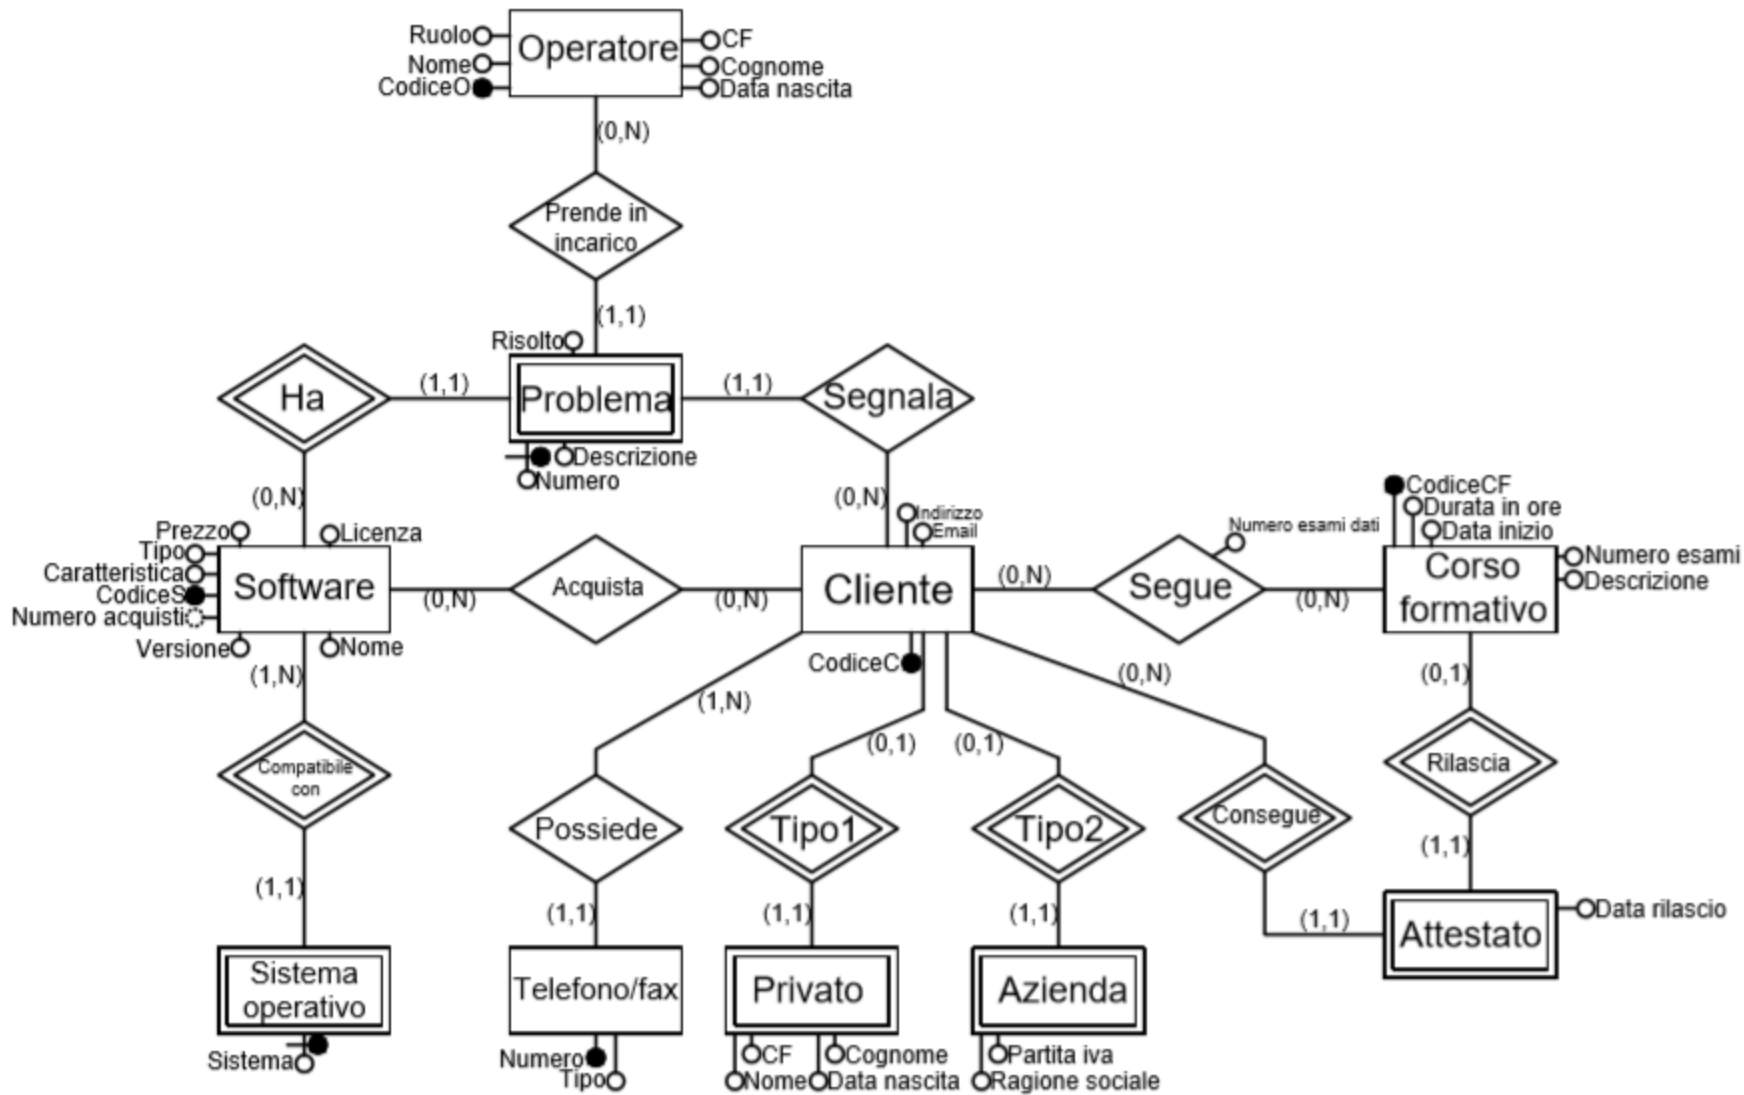 Ruolo
Nome
CodiceO
Operatore
CF
Cognome
Data nascita
(0,N)
Prende in
incarico
(1,1)
Risolto
Ha
(1,1)
Problema
(1,1)
Segnala
Descrizione
Numero
(0,N)
(0,N)
Prezzo
Licenza
Tipo
Caratteristica
CodiceS
Numero acquisti
Versione
Nome
Software
(0,N)
Acquista
(0,N)
Indirizzo
Email
Cliente
CodiceC
(0,N)
Numero esami dati
Segue
(0,N)
CodiceCF
Durata in ore
Data inizio
Numero esami
Descrizione
Corso
formativo
(1,N)
(1,N)
(0,1)
(0,1)
(0,N)
(0,1)
Compatibile
con
Possiede
Tipo1
Tipo2
Consegue
Rilascia
(1,1)
(1,1)
(1,1)
(1,1)
(1,1)
(1,1)
Attestato
Data rilascio
Sistema
operativo
Sistema
Telefono/fax
Numero
Tipo
Privato
CF
Cognome
Nome
Data nascita
Azienda
Partita iva
Ragione sociale